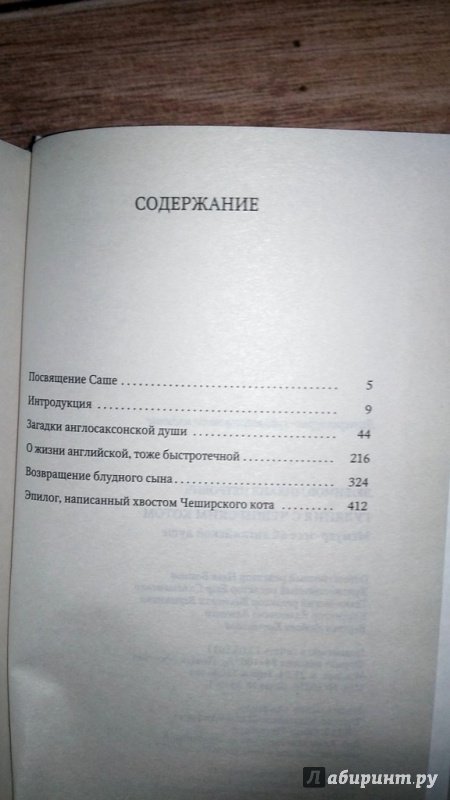 СОДЕРЖАНИЕ
Посвящение Саше 5
Интродукция 9
Загадки англосаксонской души 44
О жизни английской, тоже быстротечной 216
Возвращение блудного сына 324
Эпилог, написанный хвостом Чеширского кота 412
Лабиринт.ру